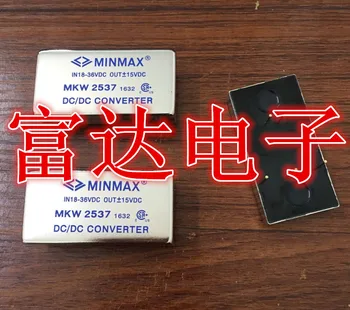 MINMAX
IN18-36VDC OUT±15VDC
MKW 2537 1632
DC/DC CONVERTER
富达电子
MINMAX
IN18-36VDC OUT±15VDC
MKW 2537 1632
DC/DC CONVERTER